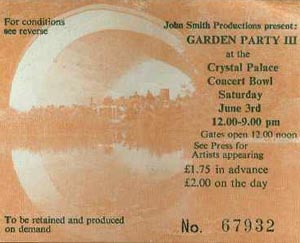 For conditions
see reverse
John Smith Productions present:
GARDEN PARTY III
at the
Crystal Palace
Concert Bowl
Saturday
June 3rd
12.00-9.00 pm
Gates open 12.00 noon
See Press for
Artists appearing
£1.75 in advance
£2.00 on the day
To be retained and produced
on demand
No. 67932